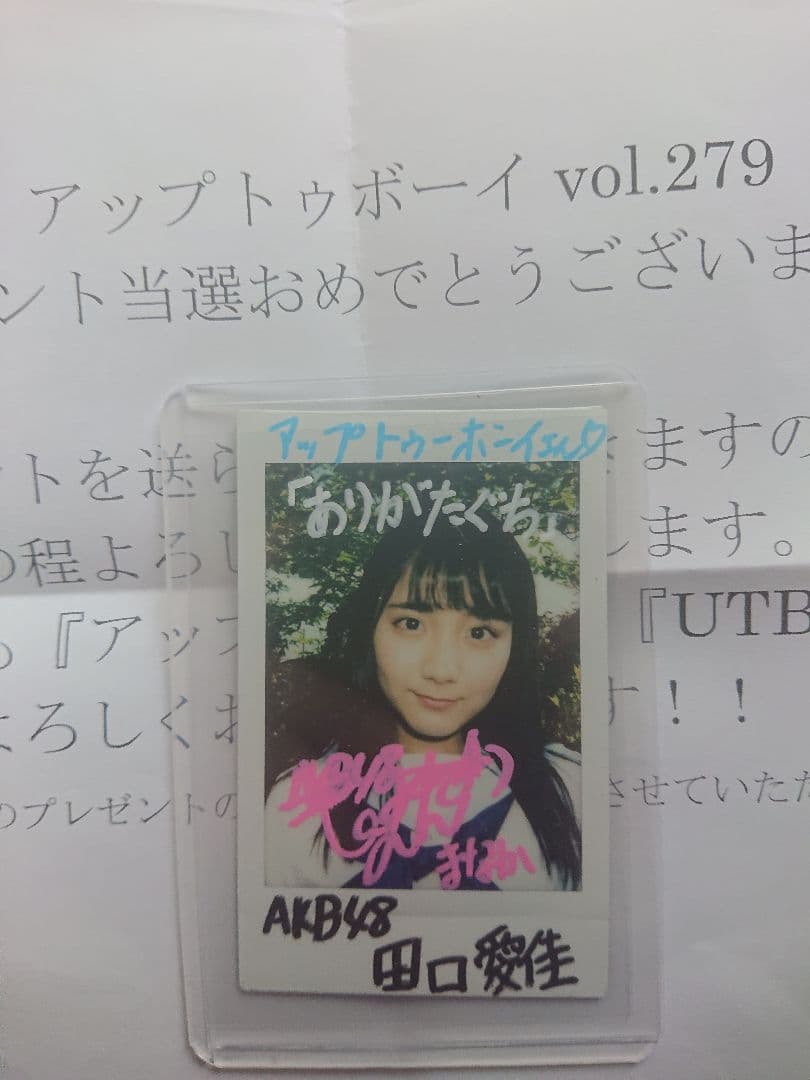 アップトゥボーイ vol.279
ント当選おめでとうございま
アップトゥーボーイさん♡
「ありがたぐち」
ントを送ら
ますの
の程よろし
します。
『アップ
『UTB
よろしくお
す！！
のプレゼントの
させていただ
AKB48
まなか
AKB48
田口愛佳